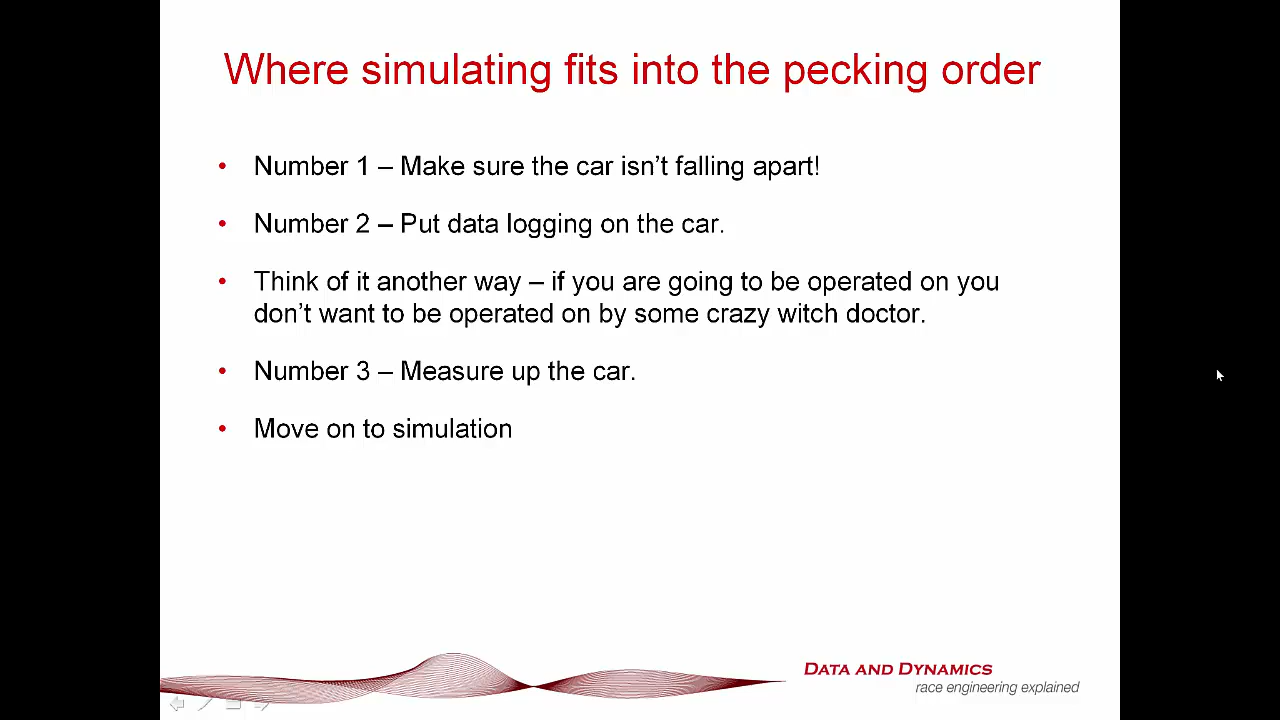 Where simulating fits into the pecking order
• Number 1 – Make sure the car isn’t falling apart!
• Number 2 – Put data logging on the car.
• Think of it another way – if you are going to be operated on you
don’t want to be operated on by some crazy witch doctor.
• Number 3 – Measure up the car.
• Move on to simulation
DATA AND DYNAMICS
race engineering explained